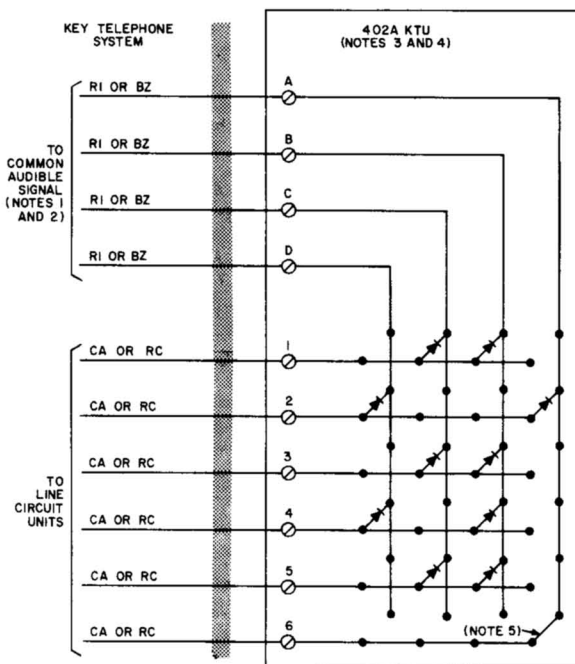 KEY TELEPHONE
SYSTEM
402A KTU
(NOTES 3 AND 4)
A
RI OR BZ
B
RI OR BZ
TO
COMMON
AUDIBLE
SIGNAL
(NOTES 1
AND 2)
C
RI OR BZ
D
RI OR BZ
1
CA OR RC
2
CA OR RC
3
CA OR RC
TO
LINE
CIRCUIT
UNITS
4
CA OR RC
5
CA OR RC
6
CA OR RC
(NOTE 5)